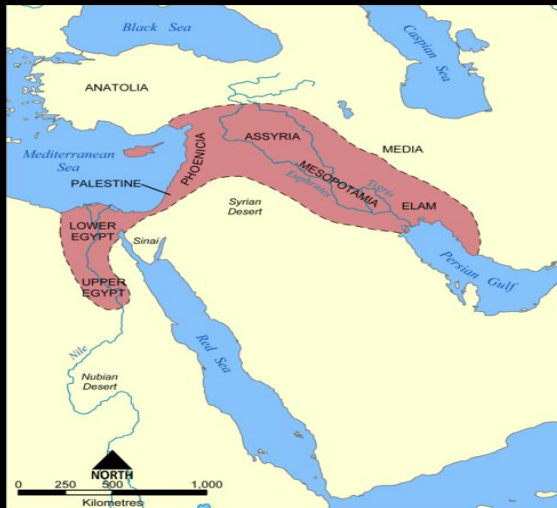 Black Sea
Caspian Sea
ANATOLIA
ASSYRIA
MEDIA
PHOENICIA
Mediterranean
Sea
MESOPOTAMIA
Tigris
Euphrates
PALESTINE
Syrian
Desert
ELAM
LOWER
EGYPT
Sinai
Persian Gulf
UPPER
EGYPT
Red Sea
Nile
Nubian
Desert
NORTH
0 250 500 1,000
Kilometres